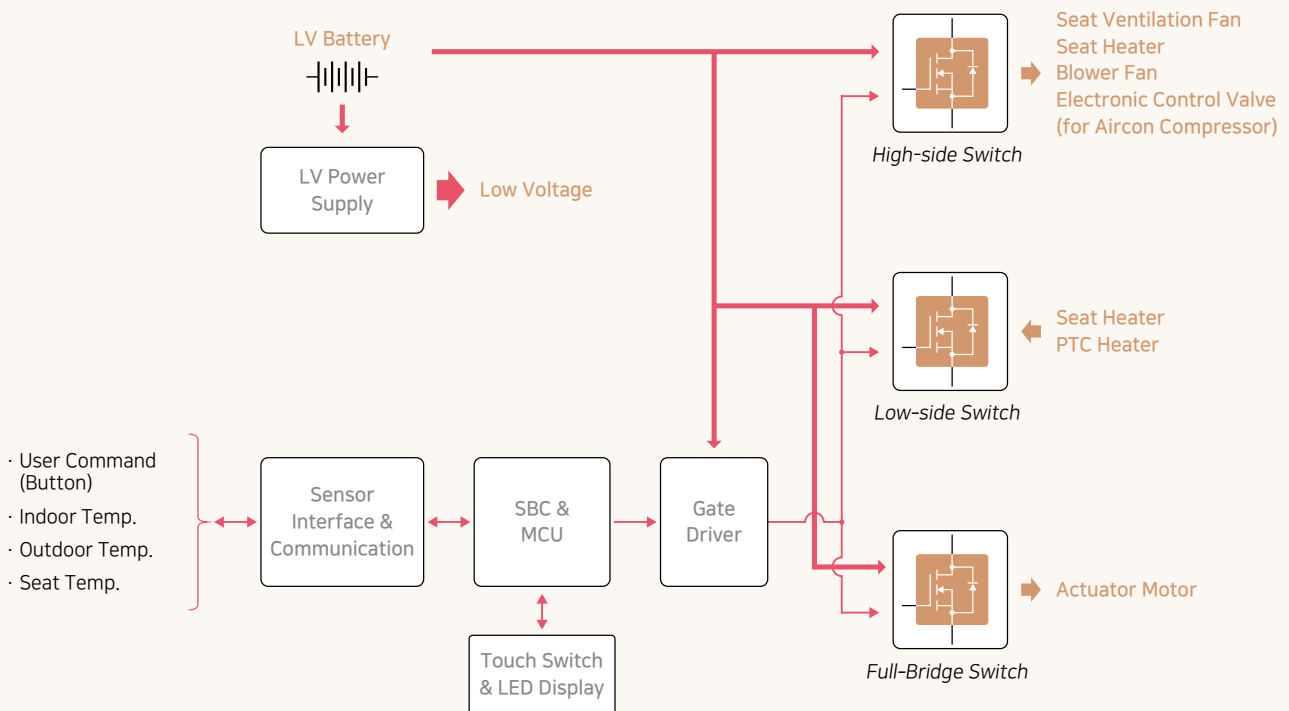 LV Battery
LV Power
Supply
Low Voltage
Seat Ventilation Fan
Seat Heater
Blower Fan
Electronic Control Valve
(for Aircon Compressor)
High-side Switch
Seat Heater
PTC Heater
Low-side Switch
· User Command
(Button)
· Indoor Temp.
· Outdoor Temp.
· Seat Temp.
Sensor
Interface &
Communication
SBC &
MCU
Gate
Driver
Touch Switch
& LED Display
Actuator Motor
Full-Bridge Switch